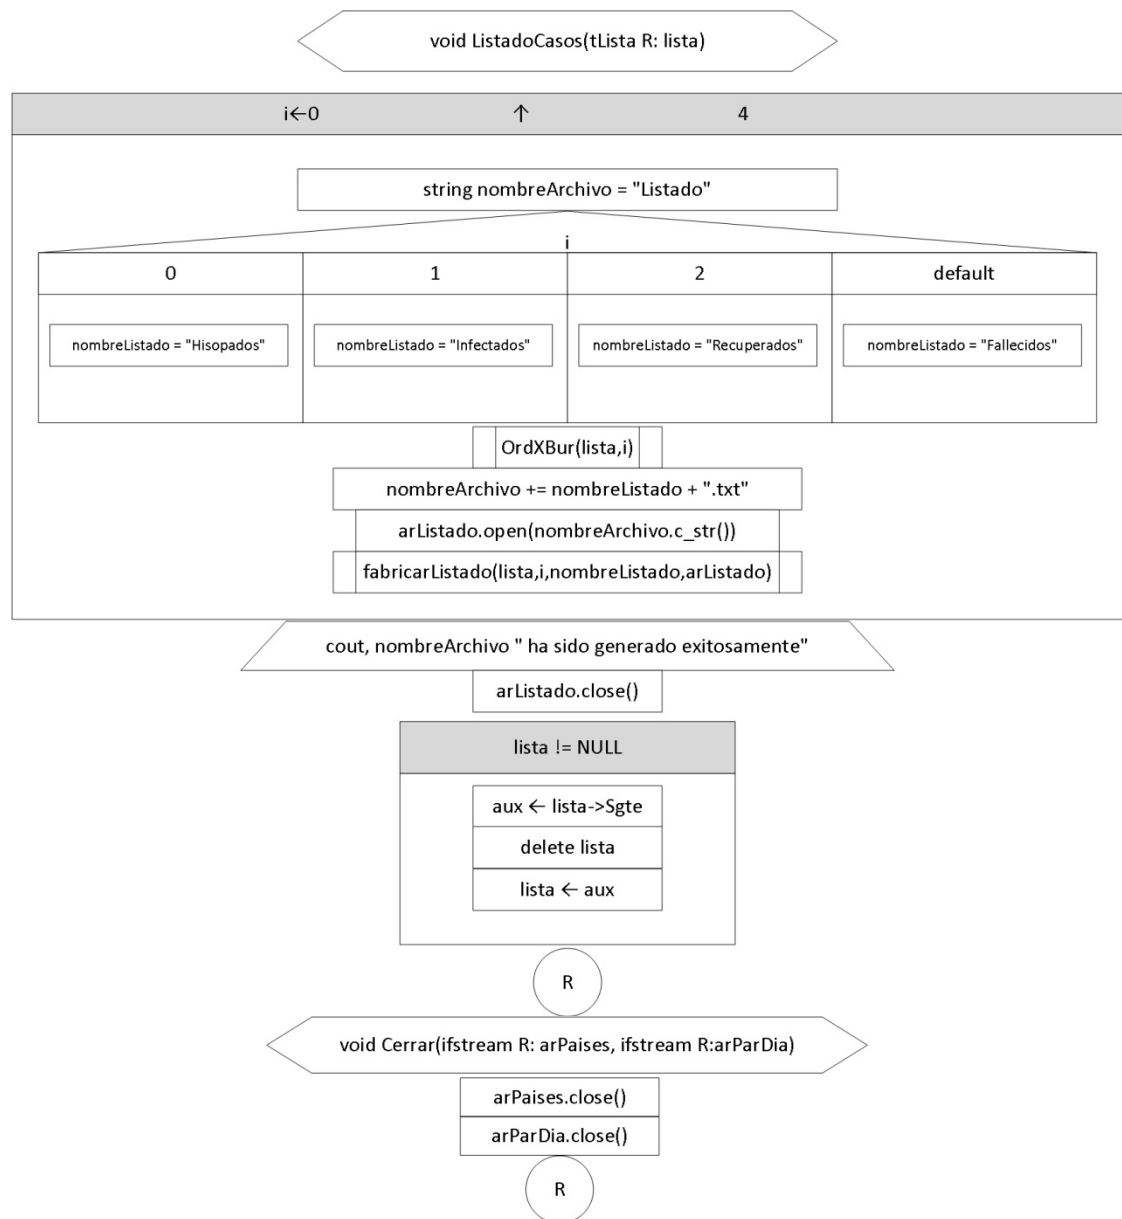 void ListadoCasos(tLista R: lista)
i←0 ↑ 4
string nombreArchivo = "Listado"
i
0 1 2 default
nombreListado = "Hisopados" nombreListado = "Infectados" nombreListado = "Recuperados" nombreListado = "Fallecidos"
OrdXBur(lista,i)
nombreArchivo += nombreListado + ".txt"
arListado.open(nombreArchivo.c_str())
fabricarListado(lista,i,nombreListado,arListado)
cout, nombreArchivo " ha sido generado exitosamente"
arListado.close()
lista != NULL
aux ← lista->Sgte
delete lista
lista ← aux
R
void Cerrar(ifstream R: arPaises, ifstream R:arParDia)
arPaises.close()
arParDia.close()
R